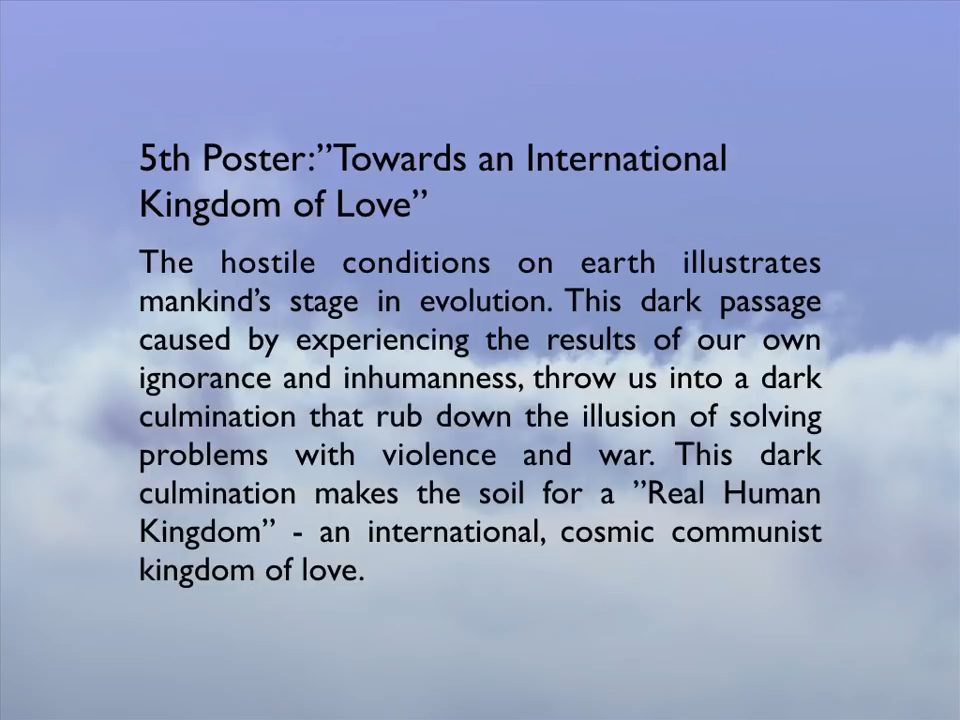 5th Poster:”Towards an International
Kingdom of Love”
The hostile conditions on earth illustrates
mankind’s stage in evolution. This dark passage
caused by experiencing the results of our own
ignorance and inhumanness, throw us into a dark
culmination that rub down the illusion of solving
problems with violence and war. This dark
culmination makes the soil for a ”Real Human
Kingdom” - an international, cosmic communist
kingdom of love.